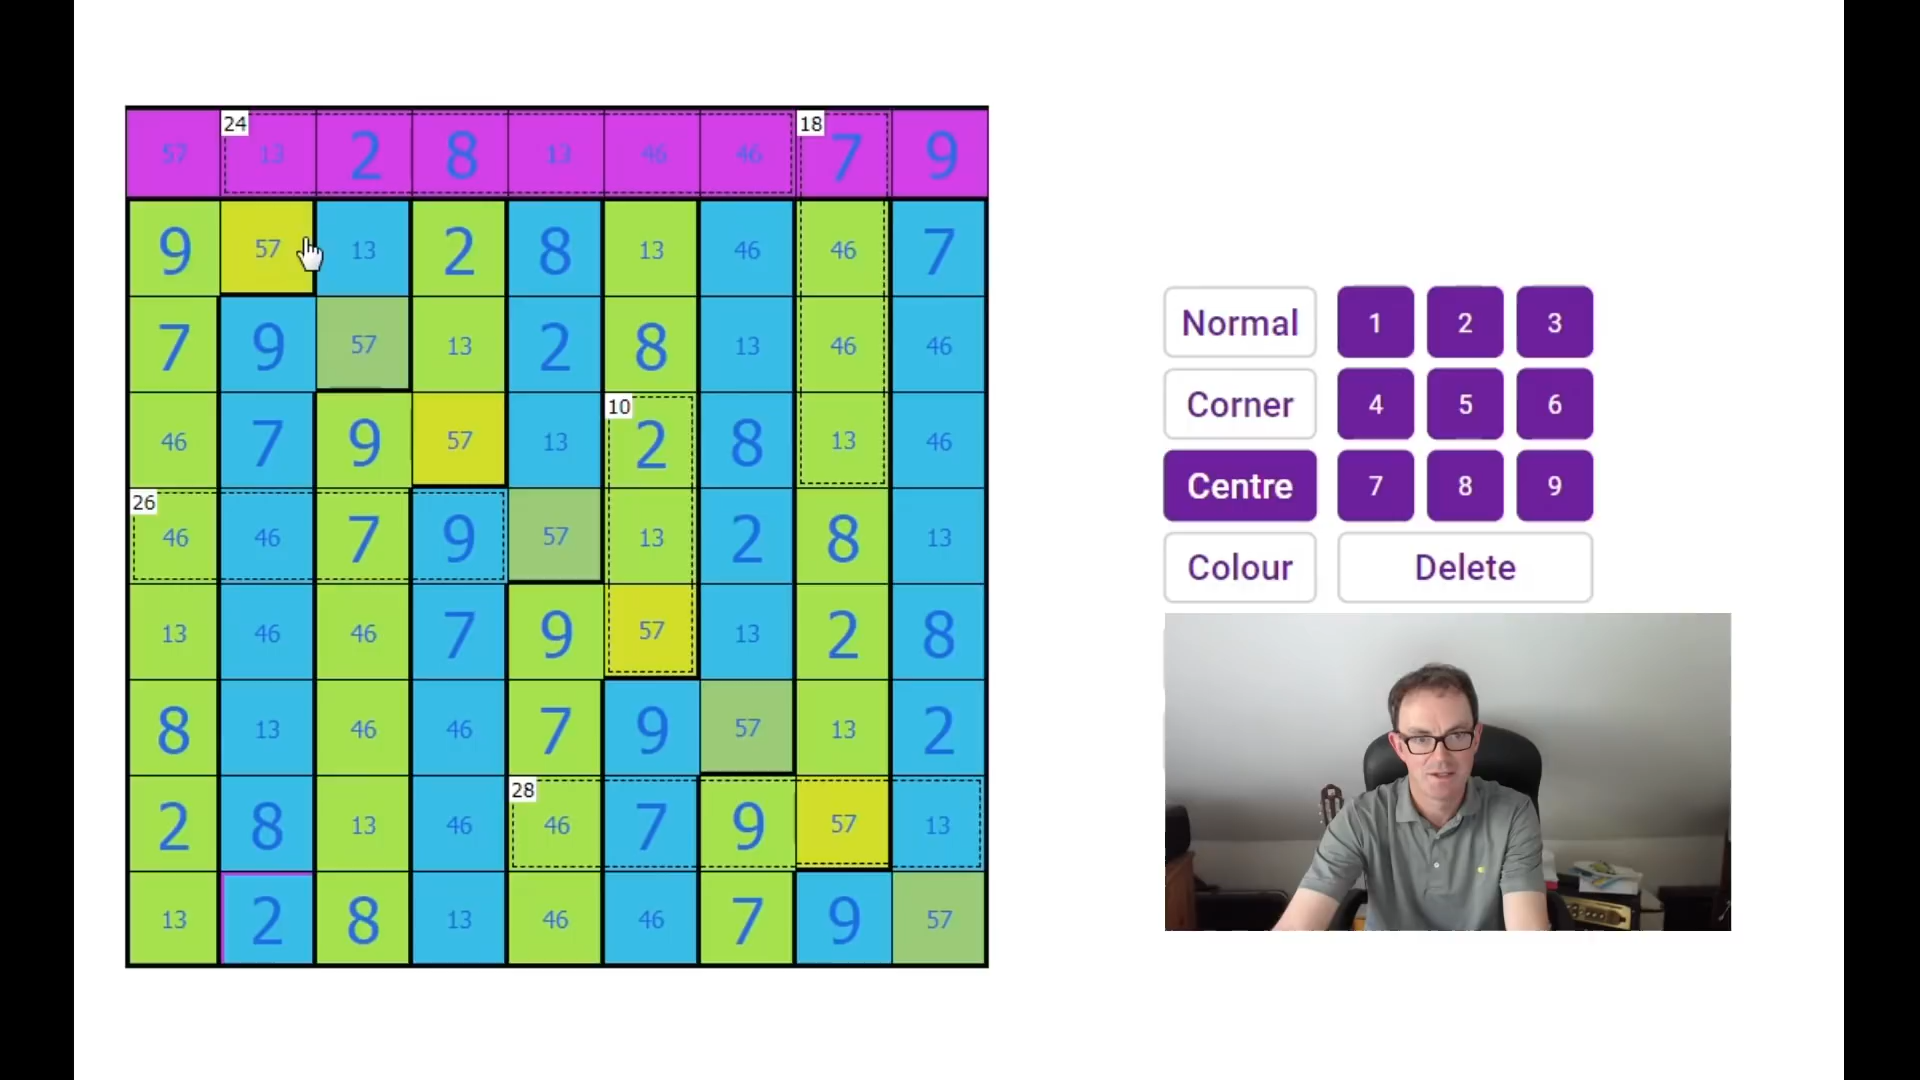 24 18
57 13 2 8 13 46 46 7 9
9 57 13 2 8 13 46 46 7
7 9 57 13 2 8 13 46 46
10
46 7 9 57 13 2 8 13 46
26
46 46 7 9 57 13 2 8 13
13 46 46 7 9 57 13 2 8
8 13 46 46 7 9 57 13 2
28
2 8 13 46 46 7 9 57 13
13 2 8 13 46 46 7 9 57
Normal 1 2 3
Corner 4 5 6
Centre 7 8 9
Colour Delete